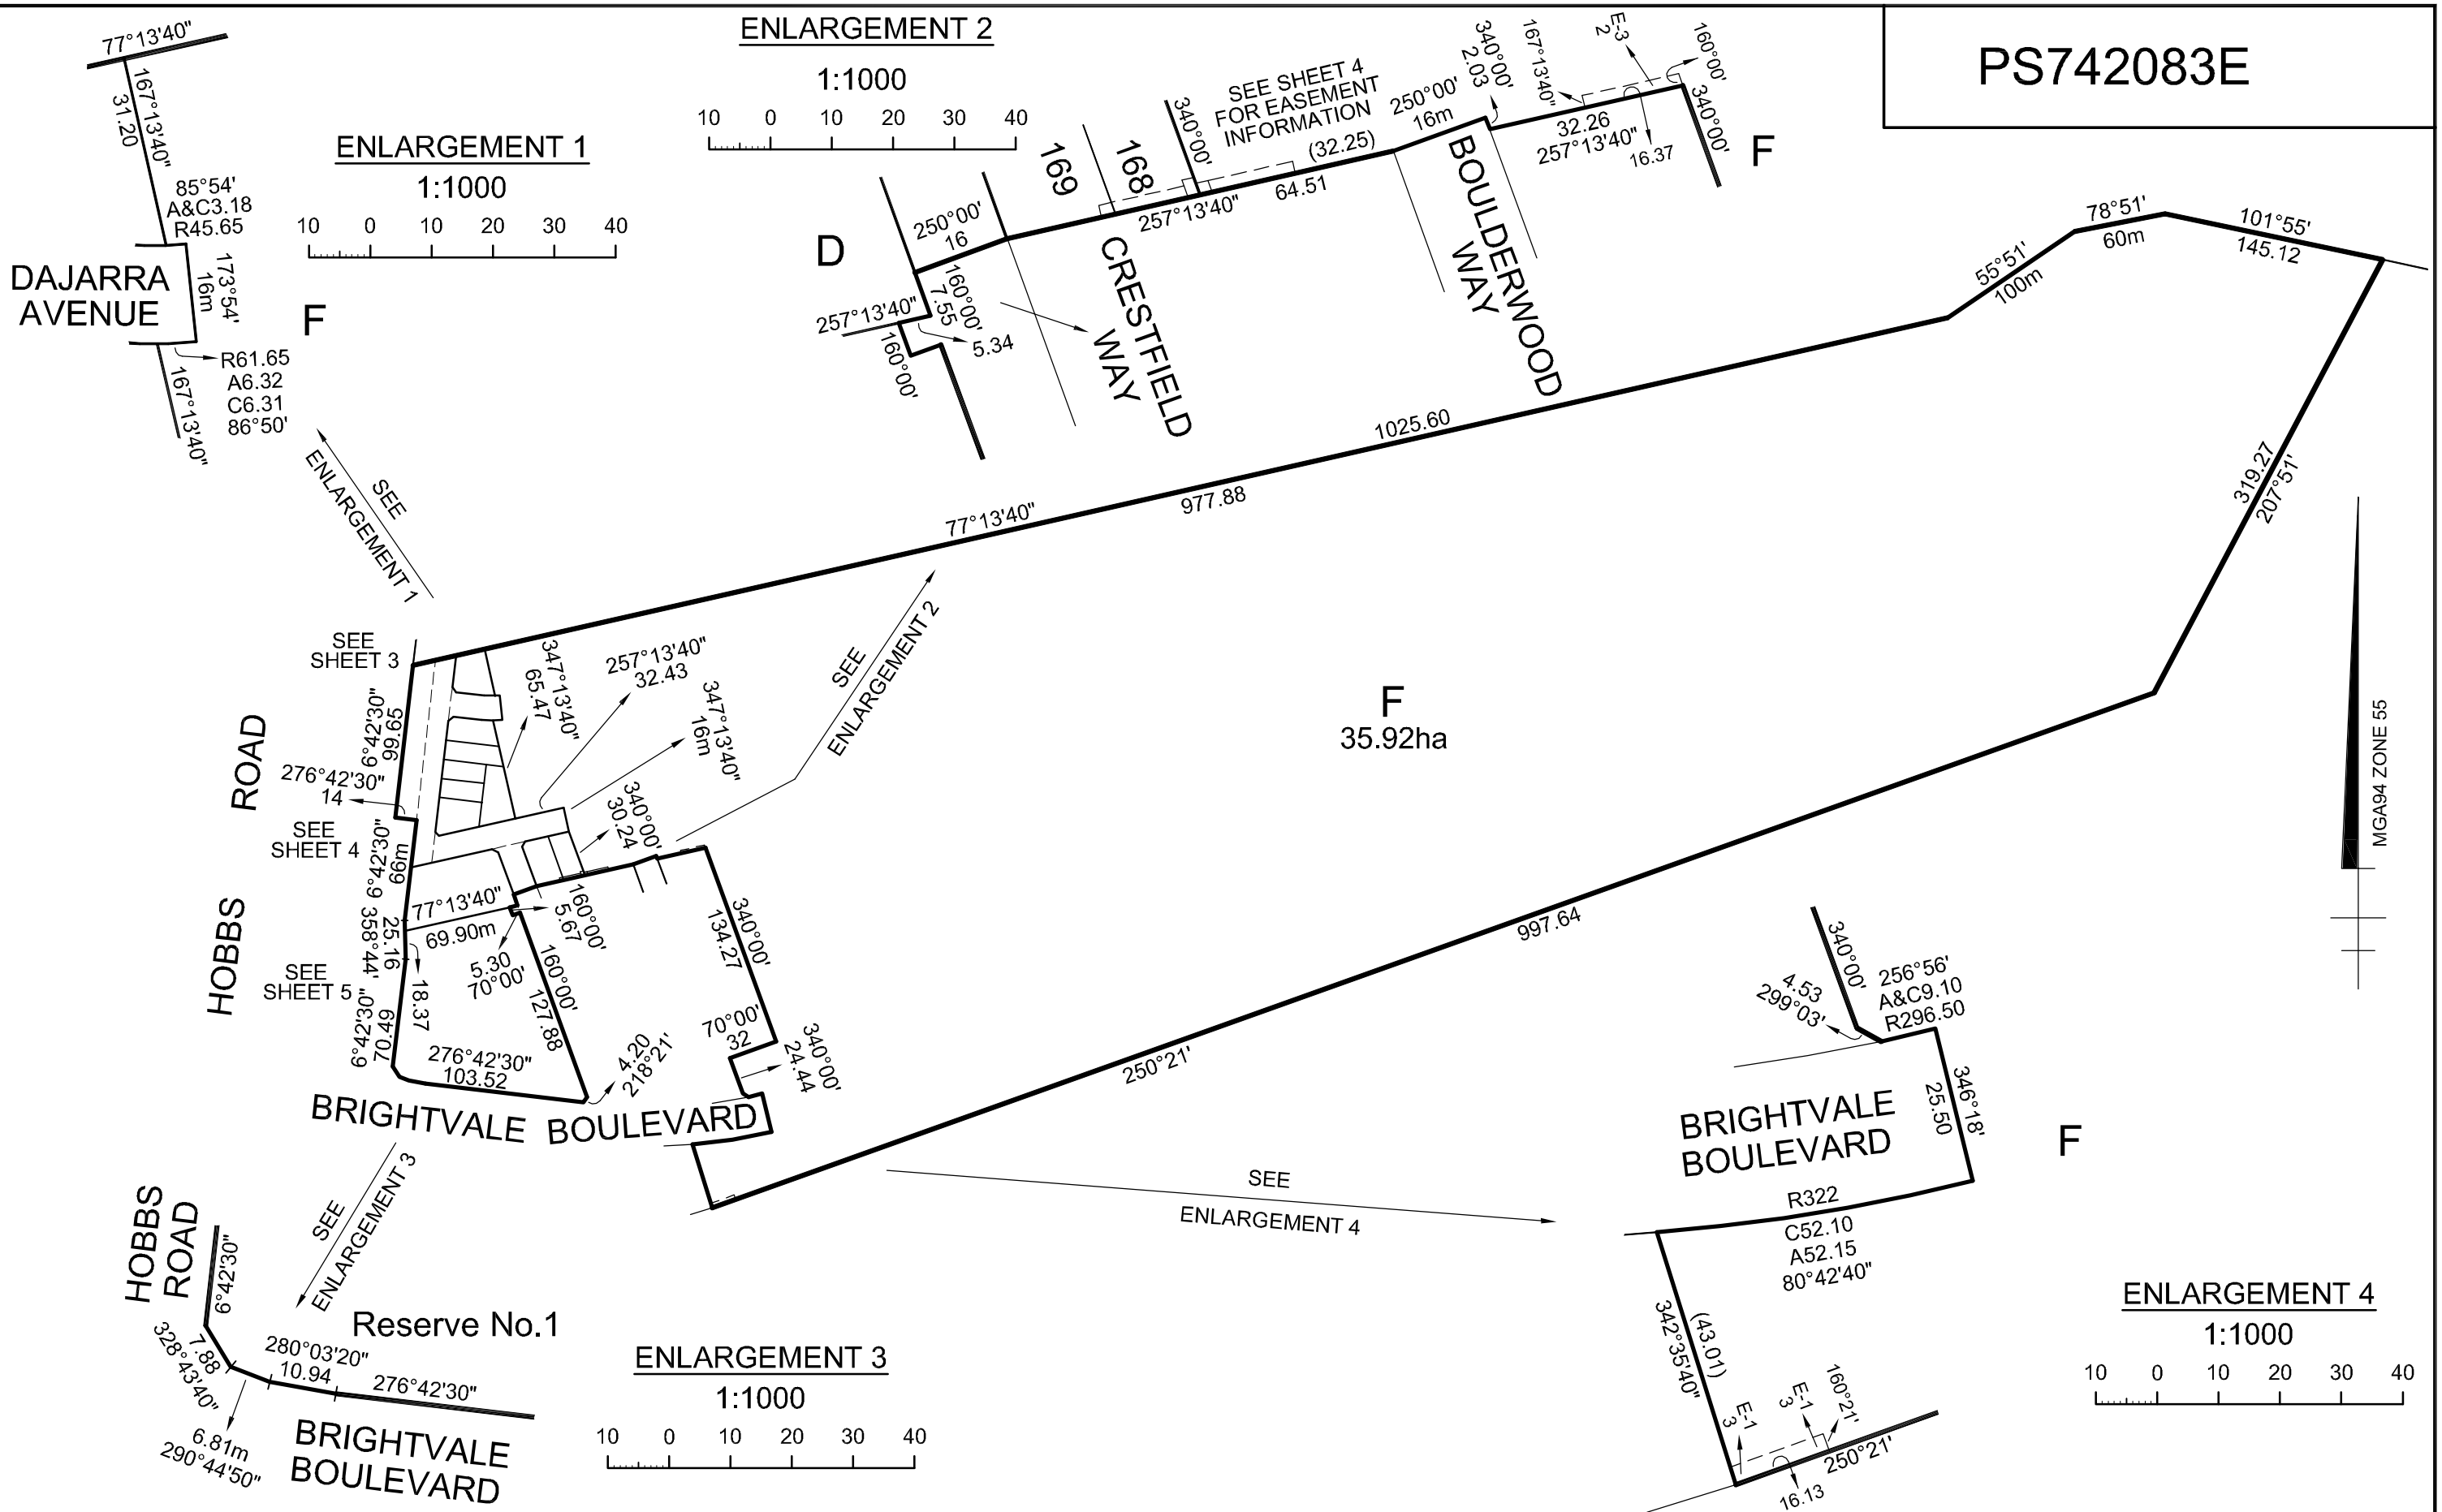 PS742083E
77°13'40"
167°13'40"
31.20
ENLARGEMENT 1
1:1000
10 0 10 20 30 40
85°54'
A&C3.18
R45.65
DAJARRA
AVENUE
173°54'
16m
F
R61.65
A6.32
C6.31
86°50'
167°13'40"
SEE
ENLARGEMENT 1
ENLARGEMENT 2
1:1000
10 0 10 20 30 40
D
250°00'
16
257°13'40"
160°00'
7.55
5.34
160°00'
169
168
340°00'
SEE SHEET 4
FOR EASEMENT
INFORMATION
(32.25)
257°13'40"
64.51
CRESTFIELD
WAY
250°00'
16m
340°00'
2.03
167°13'40"
E-3
2
160°00'
32.26
257°13'40"
16.37
340°00'
F
BOULDERWOOD
WAY
78°51'
60m
101°55'
145.12
55°51'
100m
1025.60
977.88
77°13'40"
319.27
207°51'
MGA94 ZONE 55
SEE
ENLARGEMENT 2
F
35.92ha
997.64
250°21'
SEE
SHEET 3
ROAD
6°42'30"
99.65
276°42'30"
14
SEE
SHEET 4
6°42'30"
66m
HOBBS
358°44'
25.16
SEE
SHEET 5
6°42'30"
70.49
18.37
347°13'40"
65.47
257°13'40"
32.43
347°13'40"
16m
340°00'
30.24
77°13'40"
69.90m
160°00'
5.67
5.30
70°00'
160°00'
127.88
340°00'
134.27
70°00'
32
340°00'
24.44
276°42'30"
103.52
4.20
218°21'
BRIGHTVALE BOULEVARD
SEE
ENLARGEMENT 3
SEE
ENLARGEMENT 4
HOBBS
ROAD
6°42'30"
Reserve No.1
7.88
328°43'40"
280°03'20"
10.94
276°42'30"
6.81m
290°44'50"
BRIGHTVALE
BOULEVARD
ENLARGEMENT 3
1:1000
10 0 10 20 30 40
340°00'
4.53
299°03'
256°56'
A&C9.10
R296.50
BRIGHTVALE
BOULEVARD
346°18'
25.50
F
R322
C52.10
A52.15
80°42'40"
(43.01)
342°35'40"
E-1
3
E-1
3
160°21'
250°21'
16.13
ENLARGEMENT 4
1:1000
10 0 10 20 30 40